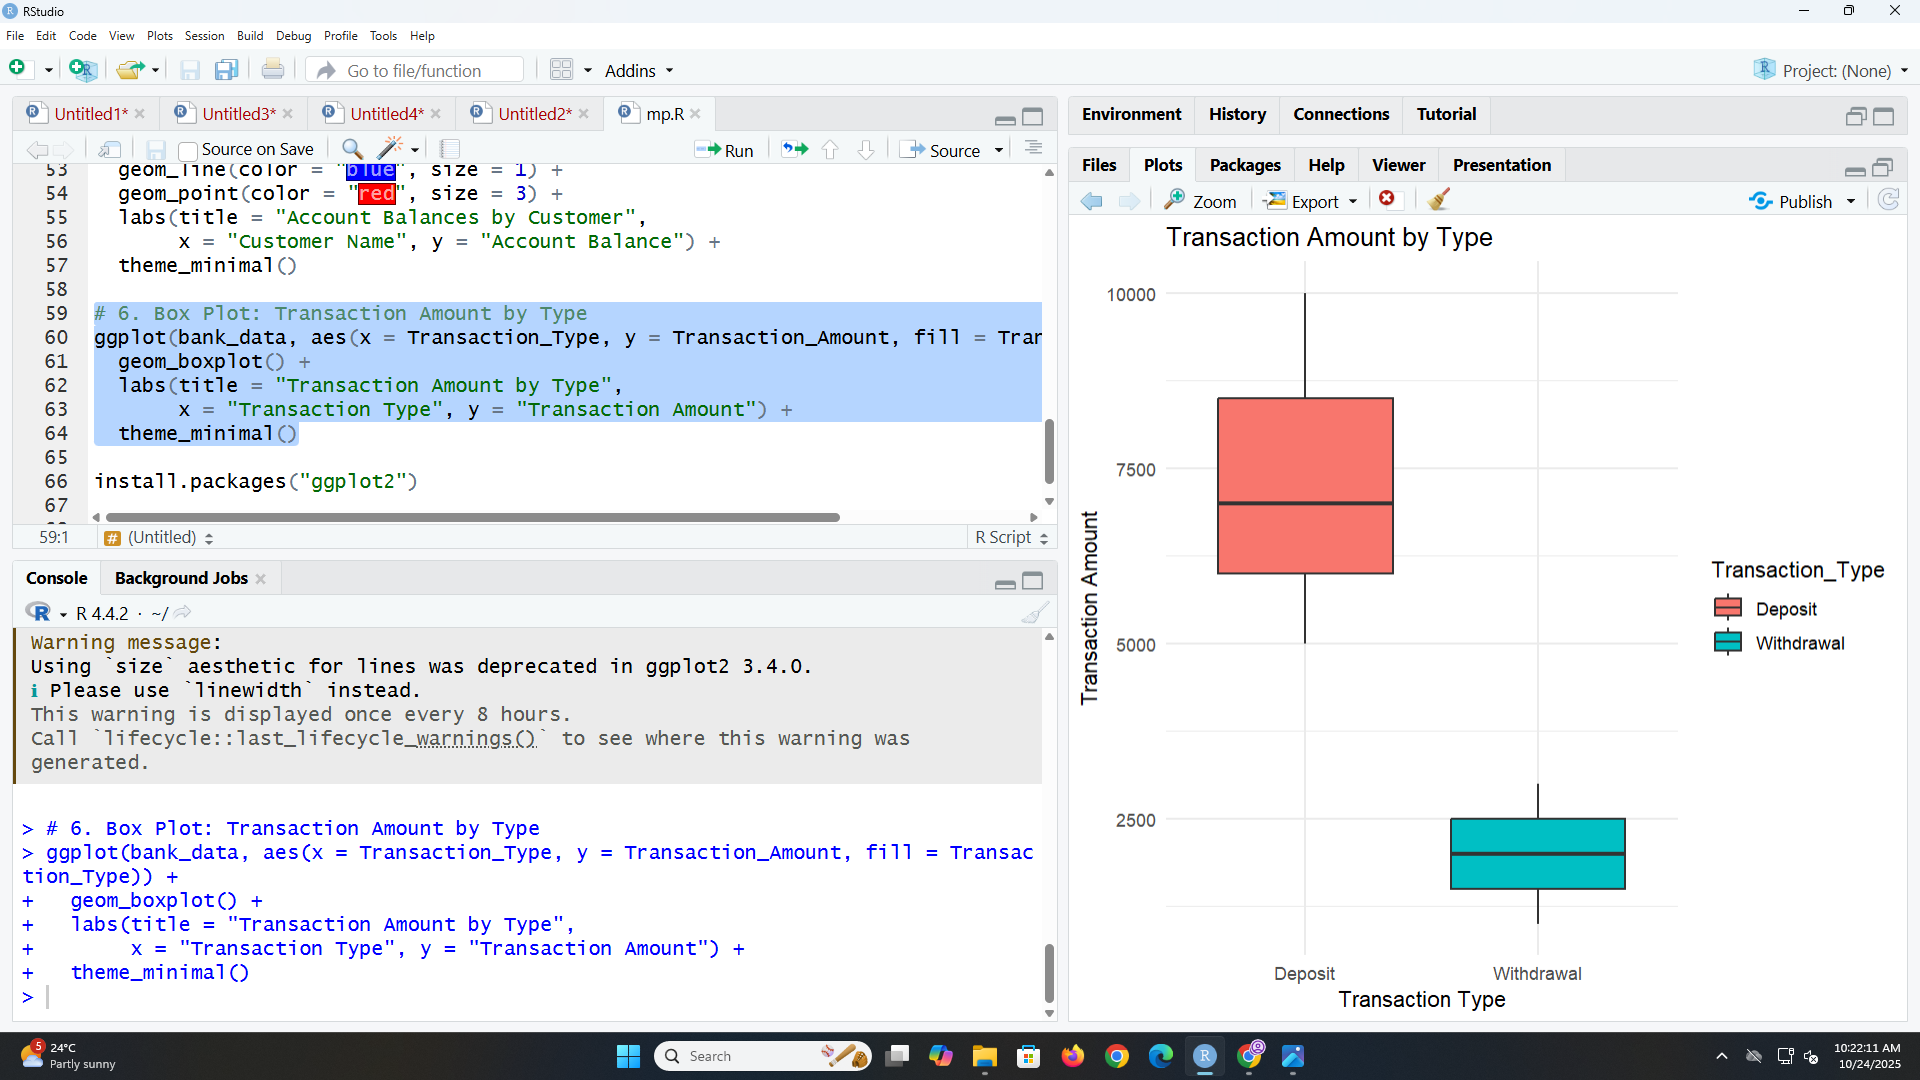 RStudio
File Edit Code View Plots Session Build Debug Profile Tools Help
Go to file/function Addins Project: (None)
Untitled1* Untitled3* Untitled4* Untitled2* mp.R
Source on Save Run Source
53 geom_line(color = "blue", size = 1) +
54 geom_point(color = "red", size = 3) +
55 labs(title = "Account Balances by Customer",
56 x = "Customer Name", y = "Account Balance") +
57 theme_minimal()
58
59 # 6. Box Plot: Transaction Amount by Type
60 ggplot(bank_data, aes(x = Transaction_Type, y = Transaction_Amount, fill = Tran
61 geom_boxplot() +
62 labs(title = "Transaction Amount by Type",
63 x = "Transaction Type", y = "Transaction Amount") +
64 theme_minimal()
65
66 install.packages("ggplot2")
67
59:1 # (Untitled) R Script
Console Background Jobs
R R 4.4.2 · ~/
Warning message:
Using `size` aesthetic for lines was deprecated in ggplot2 3.4.0.
ℹ Please use `linewidth` instead.
This warning is displayed once every 8 hours.
Call `lifecycle::last_lifecycle_warnings()` to see where this warning was
generated.
> # 6. Box Plot: Transaction Amount by Type
> ggplot(bank_data, aes(x = Transaction_Type, y = Transaction_Amount, fill = Transac
tion_Type)) +
+ geom_boxplot() +
+ labs(title = "Transaction Amount by Type",
+ x = "Transaction Type", y = "Transaction Amount") +
+ theme_minimal()
>
Environment History Connections Tutorial
Files Plots Packages Help Viewer Presentation
Zoom Export Publish
Transaction Amount by Type
10000
7500
5000
2500
Transaction Amount
Deposit Withdrawal
Transaction Type
Transaction_Type
Deposit
Withdrawal
5
24°C
Partly sunny
Search
10:22:11 AM
10/24/2025